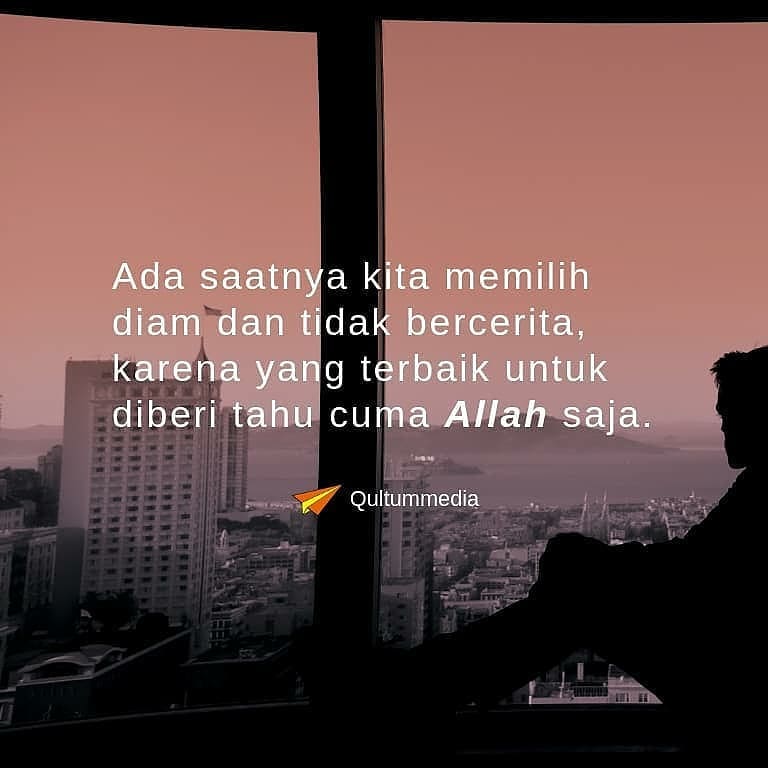 Ada saatnya kita memilih
diam dan tidak bercerita,
karena yang terbaik untuk
diberi tahu cuma Allah saja.
Qultummedia